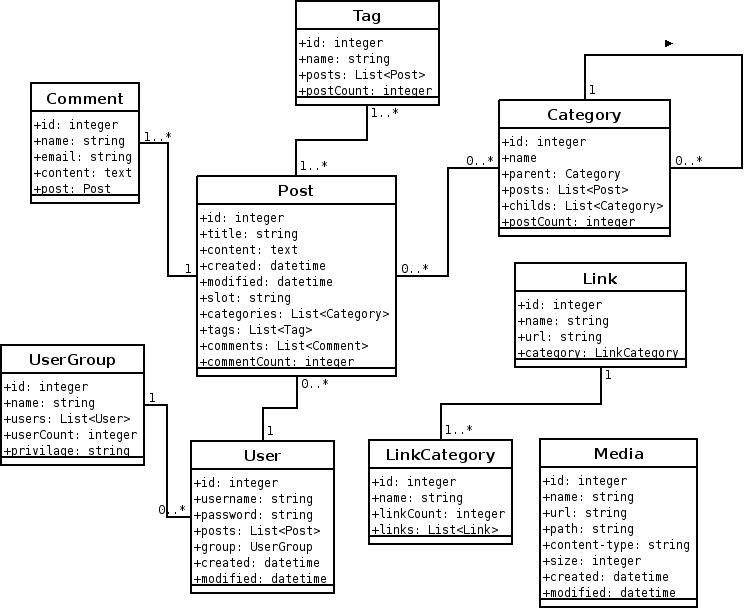 Tag
+id: integer
+name: string
+posts: List<Post>
+postCount: integer
1..*
1..*
Comment
+id: integer
+name: string
+email: string
+content: text
+post: Post
1..*
1
Category
+id: integer
+name
+parent: Category
+posts: List<Post>
+childs: List<Category>
+postCount: integer
1
0..*
0..*
0..*
Post
+id: integer
+title: string
+content: text
+created: datetime
+modified: datetime
+slot: string
+categories: List<Category>
+tags: List<Tag>
+comments: List<Comment>
+commentCount: integer
0..*
1
Link
+id: integer
+name: string
+url: string
+category: LinkCategory
1
1..*
UserGroup
+id: integer
+name: string
+users: List<User>
+userCount: integer
+privilage: string
1
0..*
User
+id: integer
+username: string
+password: string
+posts: List<Post>
+group: UserGroup
+created: datetime
+modified: datetime
LinkCategory
+id: integer
+name: string
+linkCount: integer
+links: List<Link>
Media
+id: integer
+name: string
+url: string
+path: string
+content-type: string
+size: integer
+created: datetime
+modified: datetime